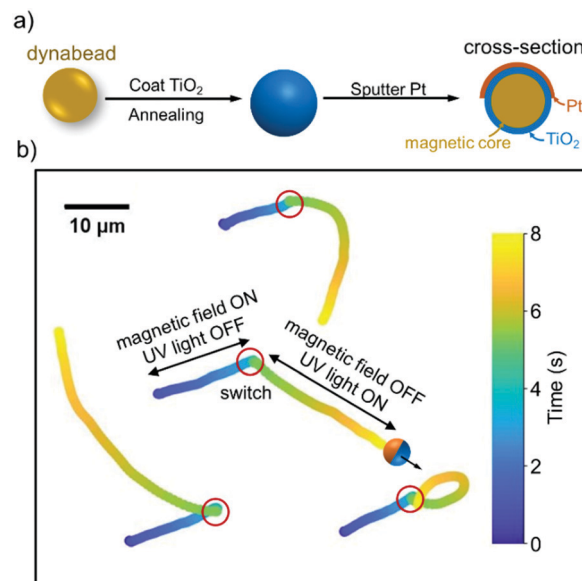 a)
dynabead
Coat TiO₂
Annealing
Sputter Pt
cross-section
Pt
magnetic core
TiO₂
b)
10 µm
magnetic field ON
UV light OFF
magnetic field OFF
UV light ON
switch
8
6
4
2
0
Time (s)